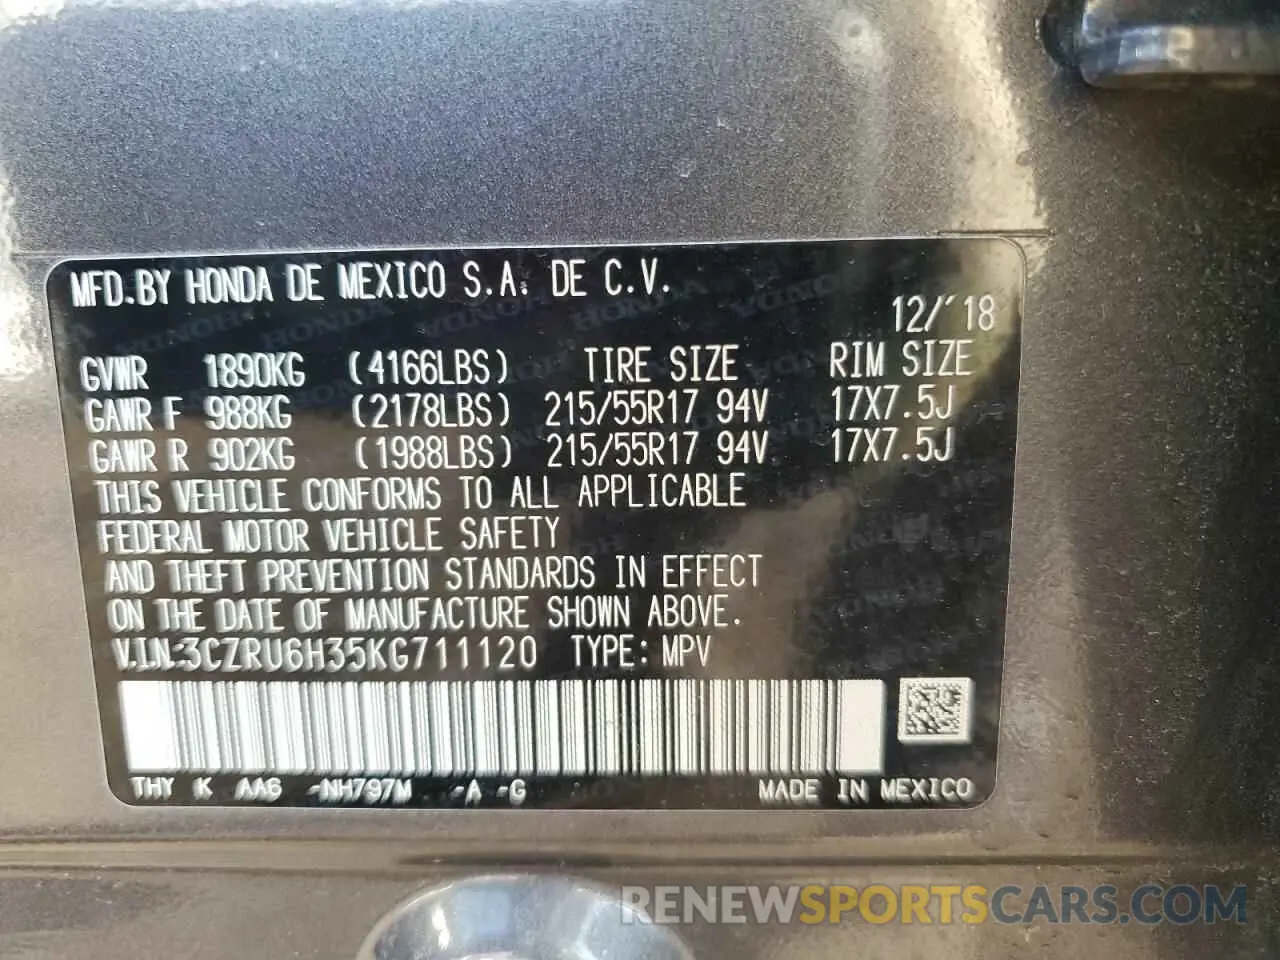 MFD.BY HONDA DE MEXICO S.A. DE C.V.
12/'18
GVWR 1890KG (4166LBS) TIRE SIZE RIM SIZE
GAWR F 988KG (2178LBS) 215/55R17 94V 17X7.5J
GAWR R 902KG (1988LBS) 215/55R17 94V 17X7.5J
THIS VEHICLE CONFORMS TO ALL APPLICABLE
FEDERAL MOTOR VEHICLE SAFETY
AND THEFT PREVENTION STANDARDS IN EFFECT
ON THE DATE OF MANUFACTURE SHOWN ABOVE.
V.I.N:3CZRU6H35KG711120 TYPE: MPV
THY K AA6 -NH797M -A -G MADE IN MEXICO
RENEWSPORTSCARS.COM